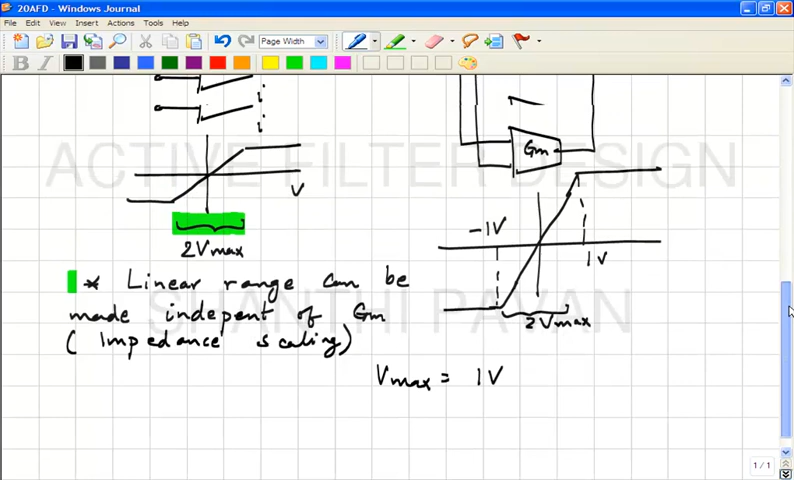 20AFD - Windows Journal
File Edit View Insert Actions Tools Help
Page Width
B I
ACTIVE FILTER DESIGN
i
i
Gm
V
2Vmax
-1V
1V
2Vmax
* Linear range can be
made indepent of Gm
(Impedance scaling)
SHANTHI PAVAN
Vmax = 1V
1/1